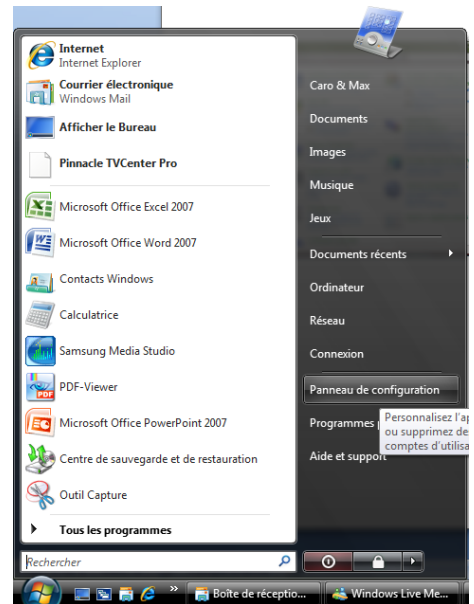 Internet
Internet Explorer
Courrier électronique
Windows Mail
Afficher le Bureau
Pinnacle TVCenter Pro
Microsoft Office Excel 2007
Microsoft Office Word 2007
Contacts Windows
Calculatrice
Samsung Media Studio
PDF-Viewer
Microsoft Office PowerPoint 2007
Centre de sauvegarde et de restauration
Outil Capture
Tous les programmes
Rechercher
Caro & Max
Documents
Images
Musique
Jeux
Documents récents
Ordinateur
Réseau
Connexion
Panneau de configuration
Programmes
Aide et support
Personnalisez l'ap
ou supprimez de
comptes d'utilisa
Boîte de réceptio...
Windows Live Me...